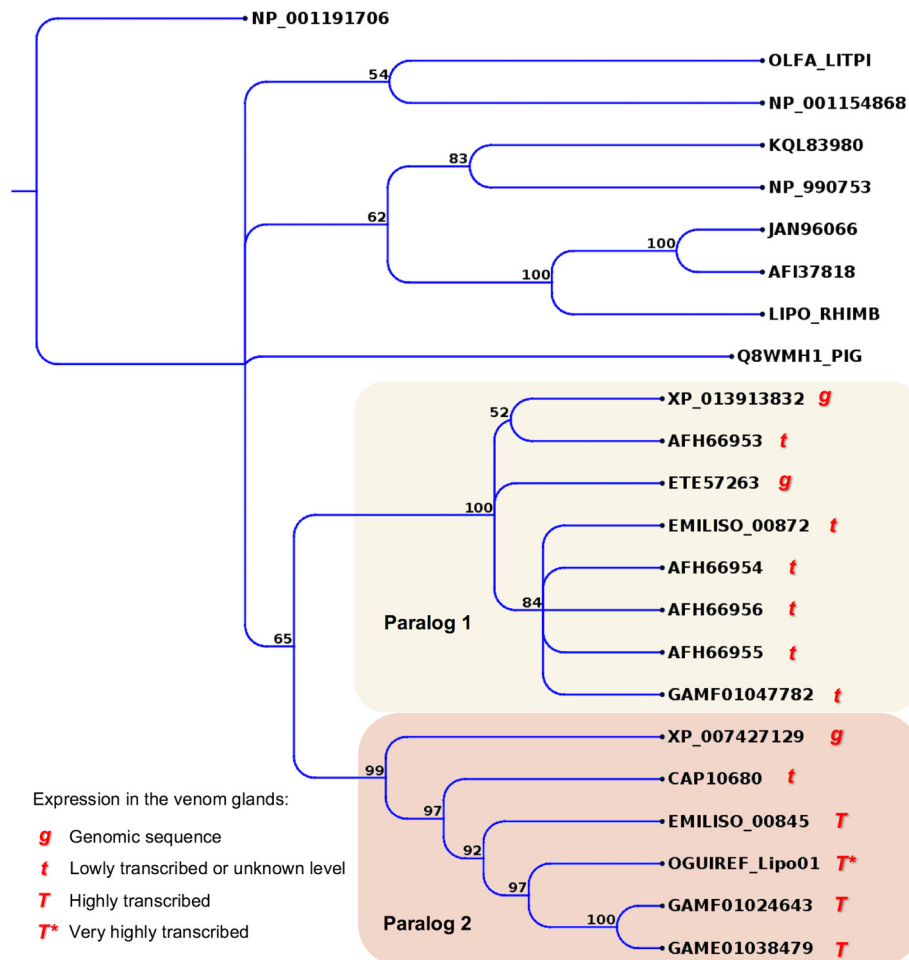 NP_001191706
OLFA_LITPI
54
NP_001154868
KQL83980
83
NP_990753
62
JAN96066
100
AFI37818
100
LIPO_RHIMB
Q8WMH1_PIG
XP_013913832 g
52
AFH66953 t
ETE57263 g
100
EMILISO_00872 t
AFH66954 t
84
AFH66956 t
Paralog 1
65
AFH66955 t
GAMF01047782 t
XP_007427129 g
99
CAP10680 t
97
EMILISO_00845 T
92
OGUIREF_Lipo01 T*
97
GAMF01024643 T
100
Paralog 2
GAME01038479 T
Expression in the venom glands:
g Genomic sequence
t Lowly transcribed or unknown level
T Highly transcribed
T* Very highly transcribed